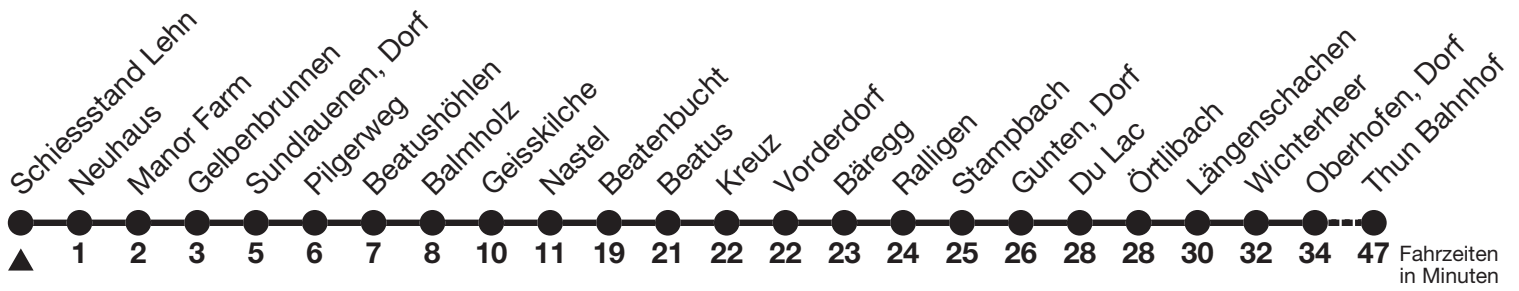 Schiessstand Lehn
Neuhaus
Manor Farm
Gelbenbrunnen
Sundlauenen, Dorf
Pilgerweg
Beatushöhlen
Balmholz
Geisskilche
Nastel
Beatenbucht
Beatus
Kreuz
Vorderdorf
Bäregg
Ralligen
Stampbach
Gunten, Dorf
Du Lac
Örtlibach
Längenschachen
Wichterheer
Oberhofen, Dorf
Thun Bahnhof
1 2 3 5 6 7 8 10 11 19 21 22 22 23 24 25 26 28 28 30 32 34 47 Fahrzeiten
in Minuten